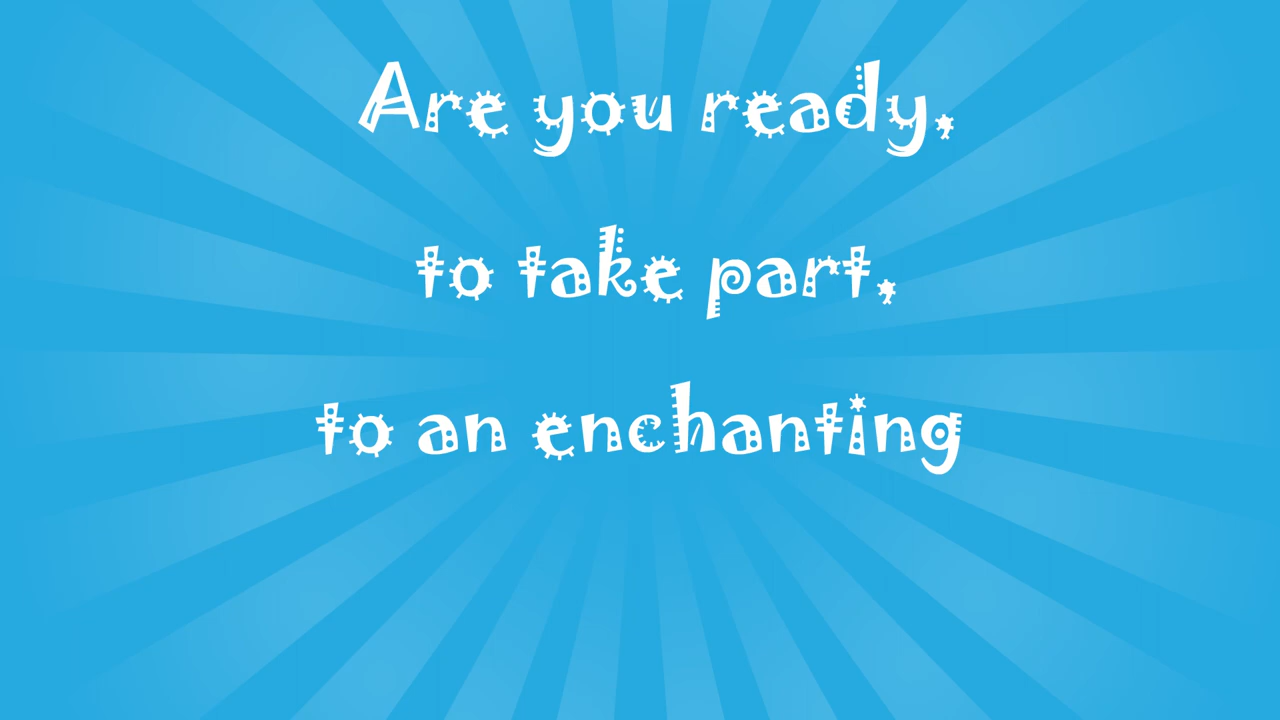 Are you ready,
to take part,
to an enchanting